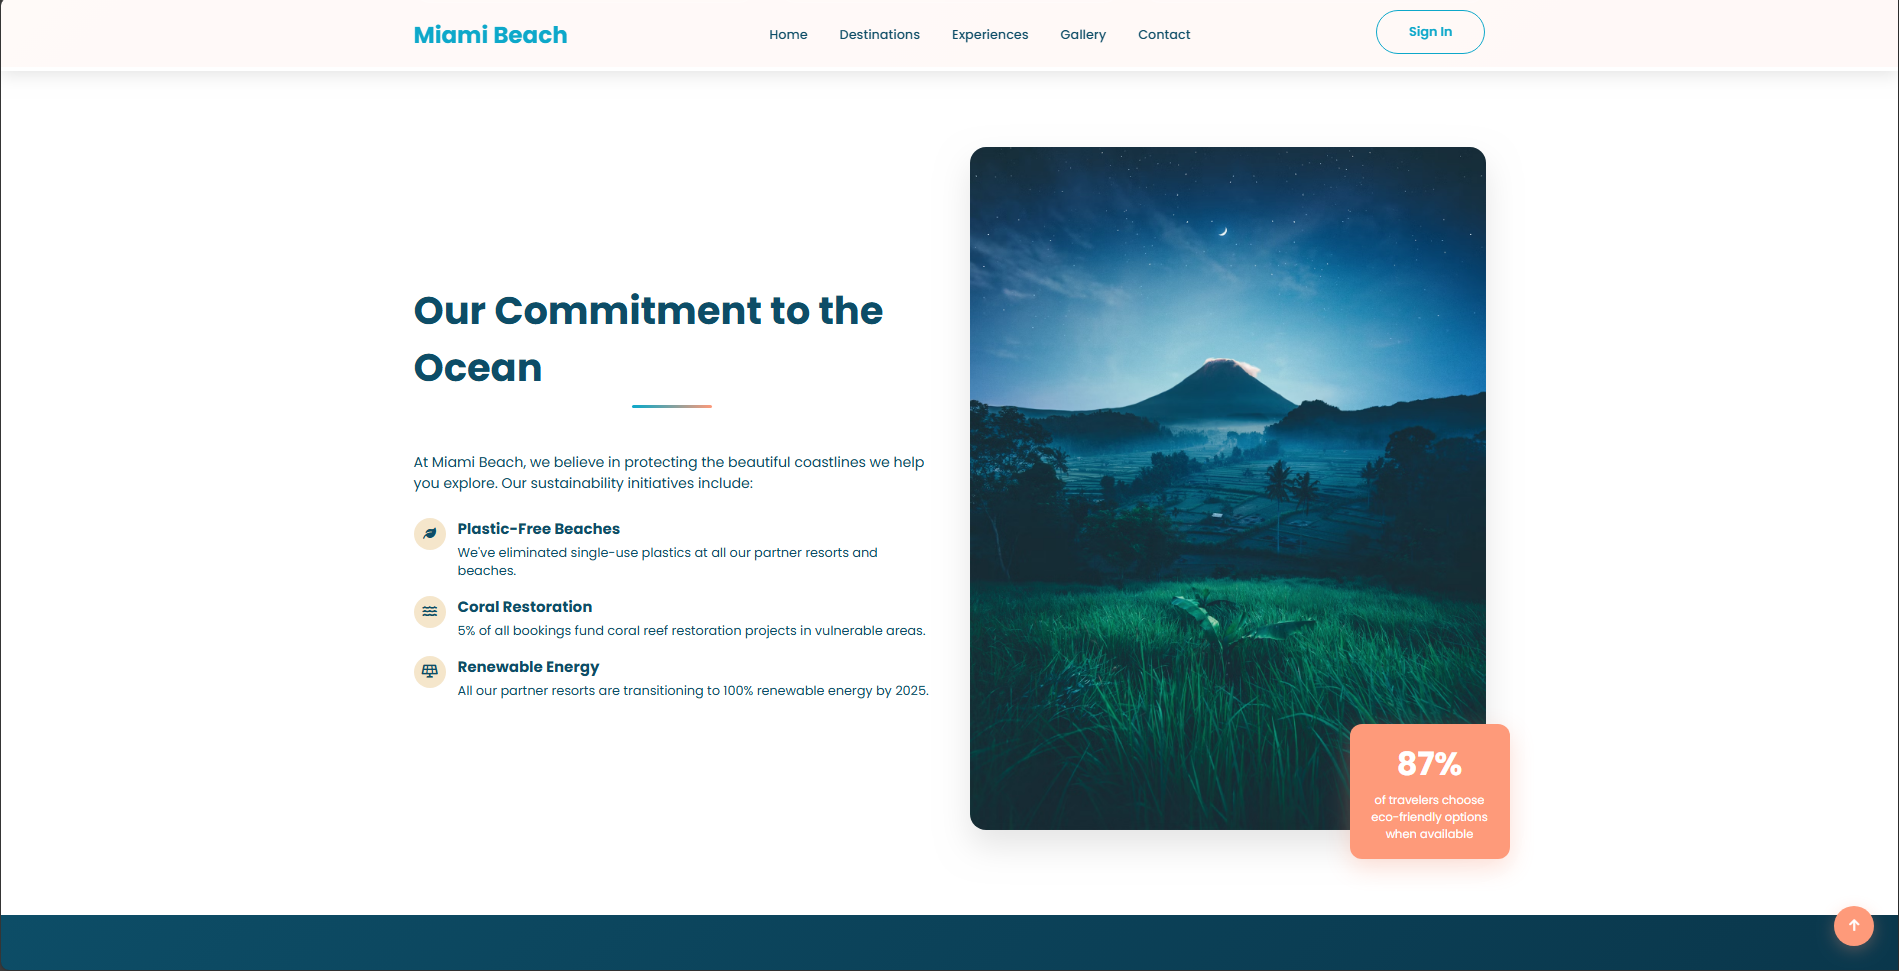 Miami Beach
Home
Destinations
Experiences
Gallery
Contact
Sign In
Our Commitment to the
Ocean
At Miami Beach, we believe in protecting the beautiful coastlines we help
you explore. Our sustainability initiatives include:
Plastic-Free Beaches
We've eliminated single-use plastics at all our partner resorts and
beaches.
Coral Restoration
5% of all bookings fund coral reef restoration projects in vulnerable areas.
Renewable Energy
All our partner resorts are transitioning to 100% renewable energy by 2025.
87%
of travelers choose
eco-friendly options
when available